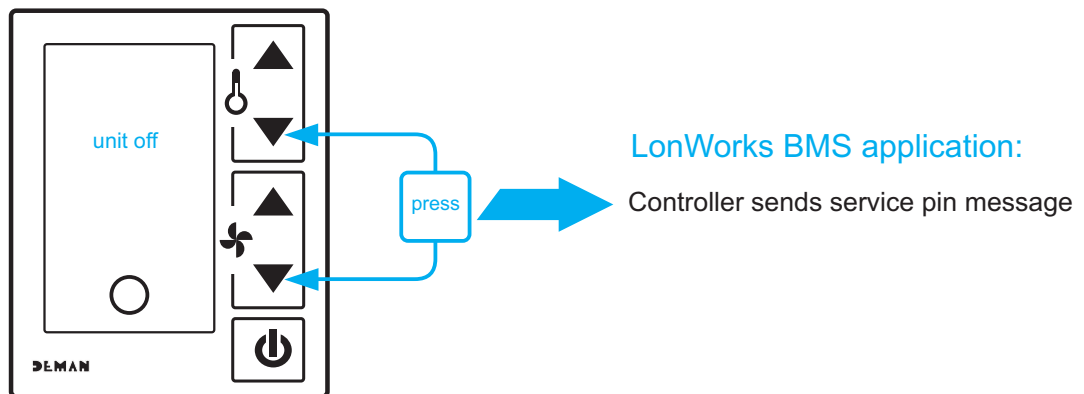 unit off
press
LonWorks BMS application:
Controller sends service pin message
DEMAN